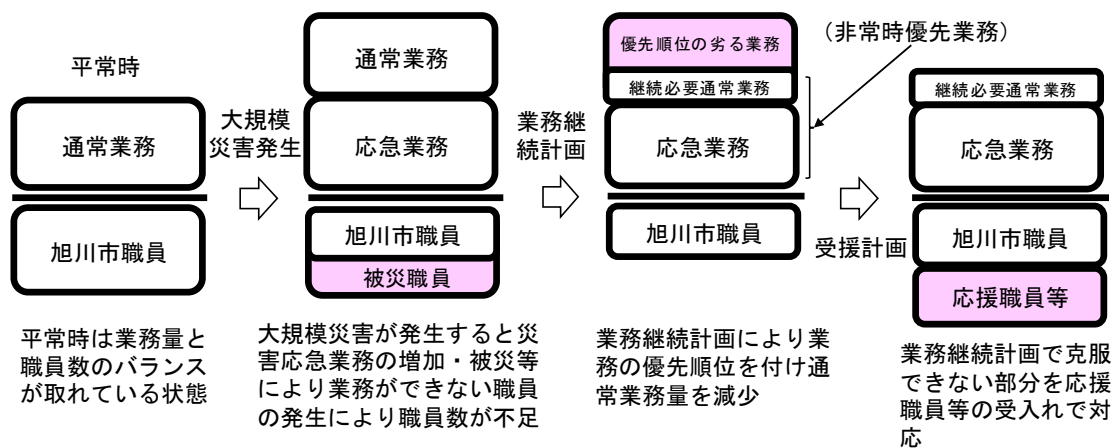 平常時
通常業務
旭川市職員
平常時は業務量と
職員数のバランス
が取れている状態
大規模
災害発生
通常業務
応急業務
旭川市職員
被災職員
大規模災害が発生すると災
害応急業務の増加・被災等
により業務ができない職員
の発生により職員数が不足
業務継
続計画
優先順位の劣る業務
継続必要通常業務
応急業務
旭川市職員
業務継続計画により業
務の優先順位を付け通
常業務量を減少
（非常時優先業務）
受援計画
継続必要通常業務
応急業務
旭川市職員
応援職員等
業務継続計画で克服
できない部分を応援
職員等の受入れで対
応